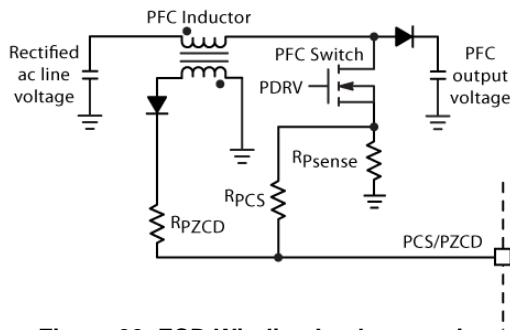 PFC Inductor
Rectified
ac line
voltage
PFC Switch
PDRV
PFC
output
voltage
RPsense
RPCS
RPZCD
PCS/PZCD